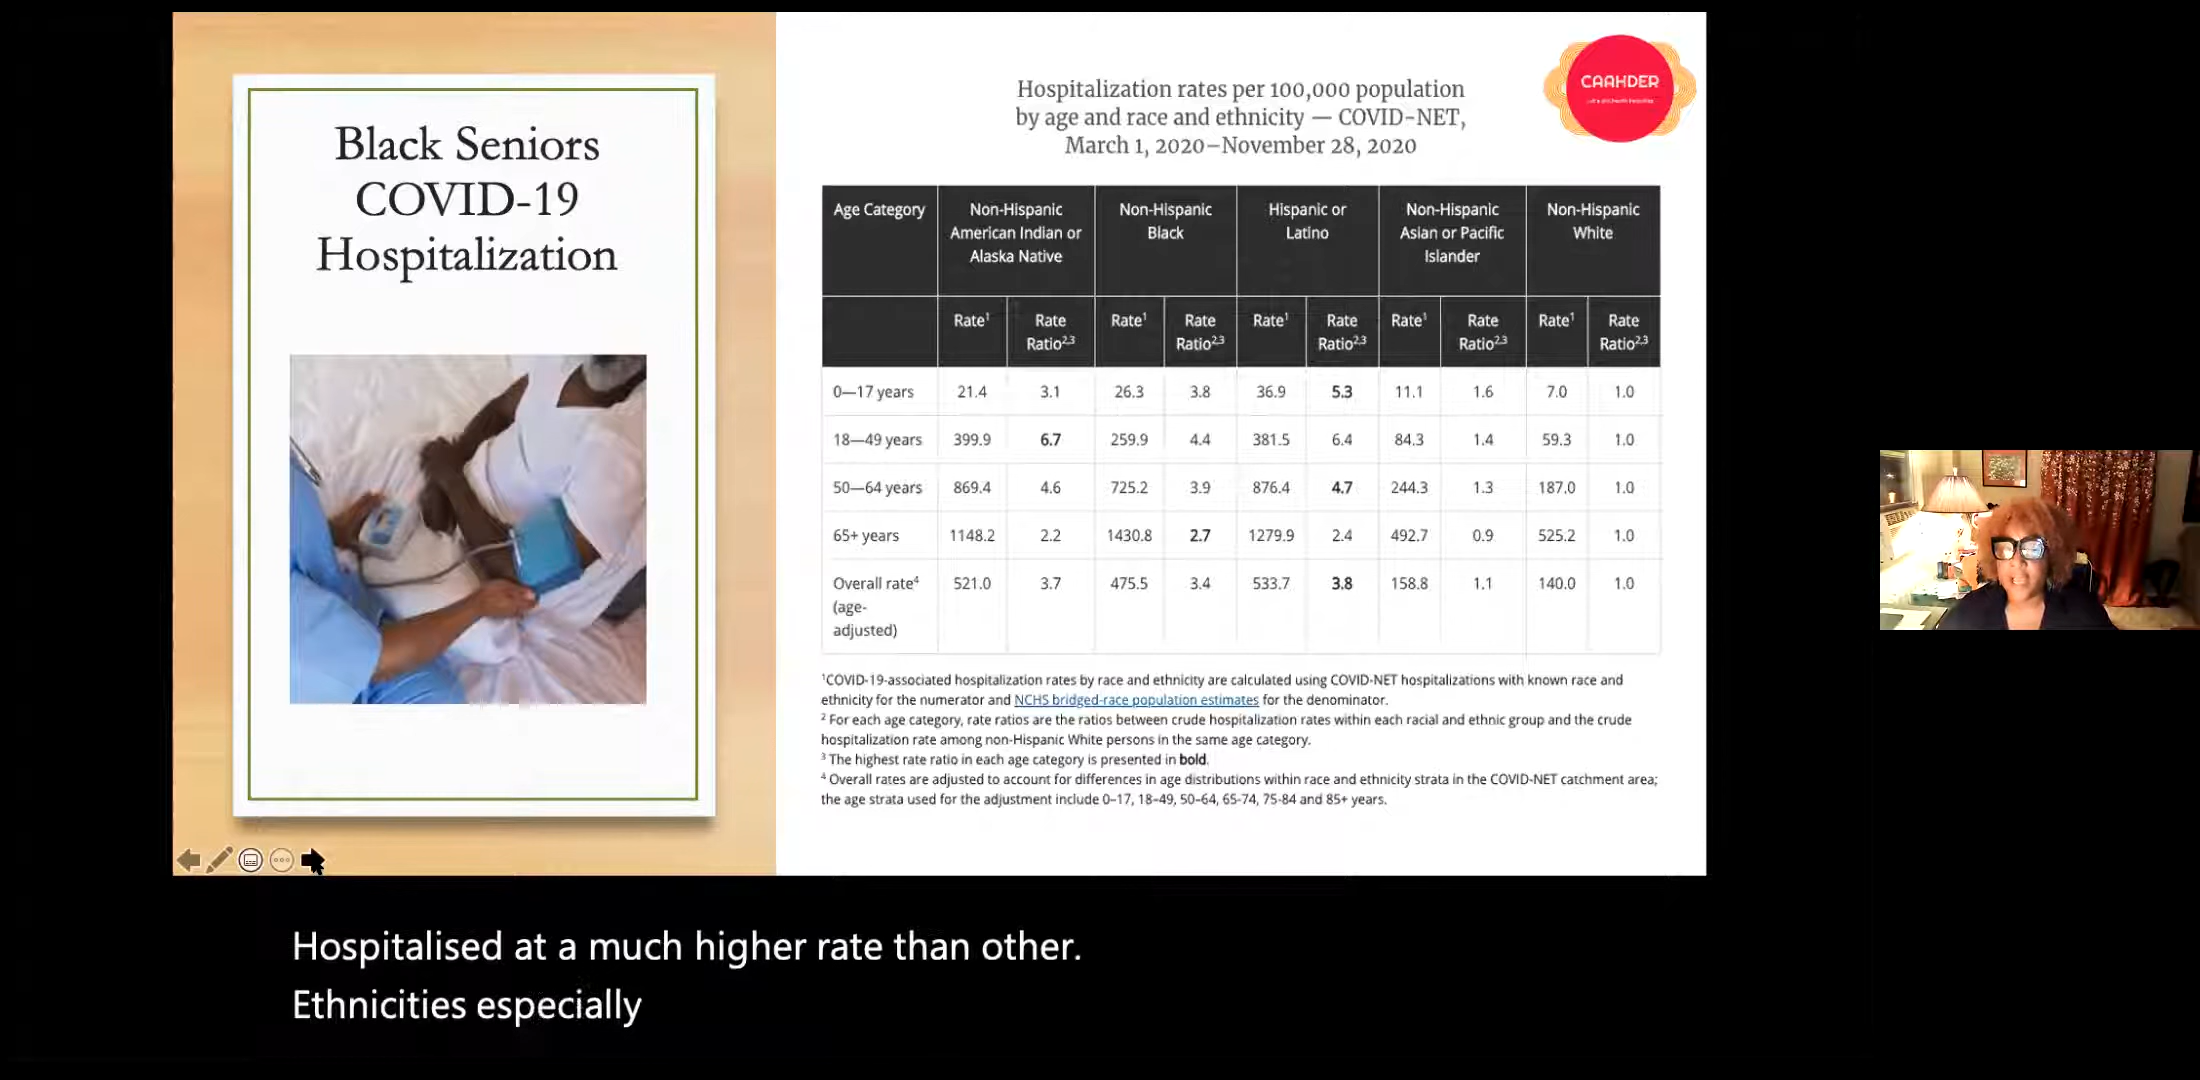 Black Seniors
COVID-19
Hospitalization
Hospitalization rates per 100,000 population
by age and race and ethnicity — COVID-NET,
March 1, 2020–November 28, 2020
CAAHDER
Age Category Non-Hispanic American Indian or Alaska Native Non-Hispanic Black Hispanic or Latino Non-Hispanic Asian or Pacific Islander Non-Hispanic White
Rate¹ Rate Ratio²,³ Rate¹ Rate Ratio²,³ Rate¹ Rate Ratio²,³ Rate¹ Rate Ratio²,³ Rate¹ Rate Ratio²,³
0—17 years 21.4 3.1 26.3 3.8 36.9 5.3 11.1 1.6 7.0 1.0
18—49 years 399.9 6.7 259.9 4.4 381.5 6.4 84.3 1.4 59.3 1.0
50—64 years 869.4 4.6 725.2 3.9 876.4 4.7 244.3 1.3 187.0 1.0
65+ years 1148.2 2.2 1430.8 2.7 1279.9 2.4 492.7 0.9 525.2 1.0
Overall rate⁴ (age-adjusted) 521.0 3.7 475.5 3.4 533.7 3.8 158.8 1.1 140.0 1.0
¹COVID-19-associated hospitalization rates by race and ethnicity are calculated using COVID-NET hospitalizations with known race and
ethnicity for the numerator and NCHS bridged-race population estimates for the denominator.
² For each age category, rate ratios are the ratios between crude hospitalization rates within each racial and ethnic group and the crude
hospitalization rate among non-Hispanic White persons in the same age category.
³ The highest rate ratio in each age category is presented in bold.
⁴ Overall rates are adjusted to account for differences in age distributions within race and ethnicity strata in the COVID-NET catchment area;
the age strata used for the adjustment include 0–17, 18–49, 50–64, 65-74, 75-84 and 85+ years.
Hospitalised at a much higher rate than other.
Ethnicities especially